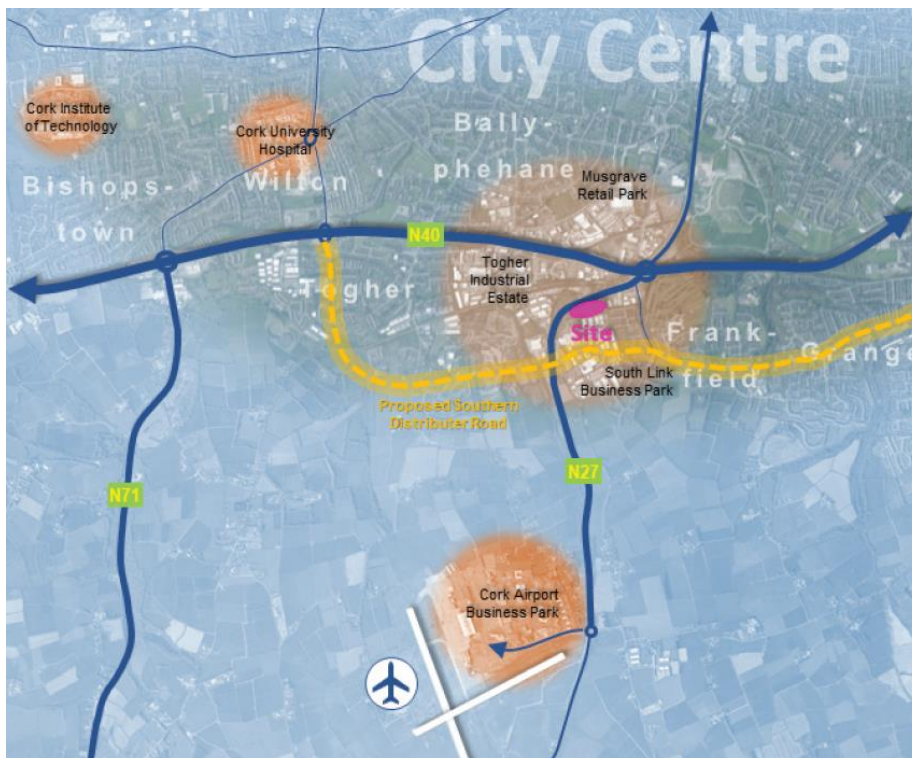 City Centre
Cork Institute
of Technology
Cork University
Hospital
Bally-
phehane
Bishops-
town
Wilton
Musgrave
Retail Park
N40
Togher
Industrial
Estate
Togher
Site
Frank-
field
Grange
South Link
Business Park
Proposed Southern
Distributer Road
N71
N27
Cork Airport
Business Park